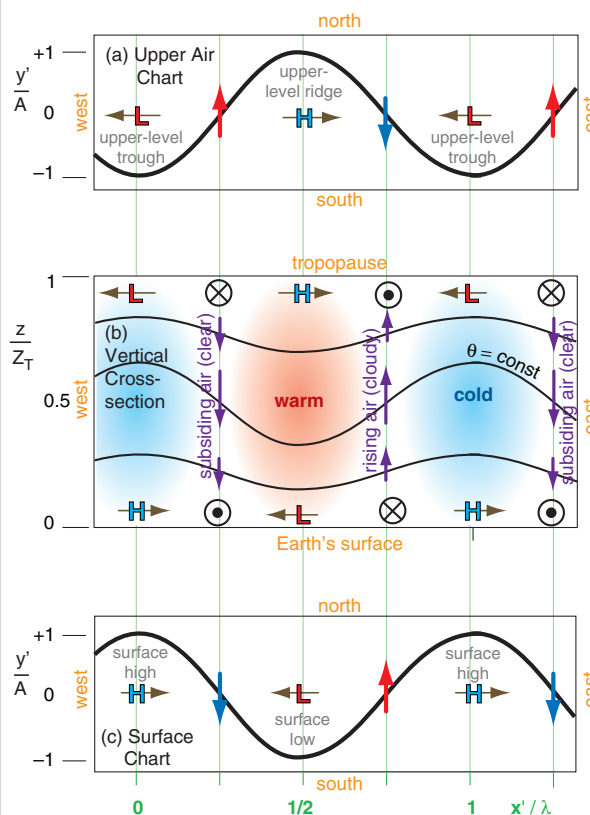 north
+1
(a) Upper Air
Chart
upper-
level ridge
y'
A
0
west
L
H
L
east
upper-level
trough
upper-level
trough
−1
south
tropopause
1
L
H
L
z
Z_T
(b)
Vertical
Cross-
section
θ = const
0.5
west
subsiding air (clear)
warm
rising air (cloudy)
cold
subsiding air (clear)
east
0
H
L
H
Earth's surface
north
+1
surface
high
surface
high
y'
A
0
west
H
L
H
east
surface
low
(c) Surface
Chart
−1
south
0
1/2
1
x' / λ